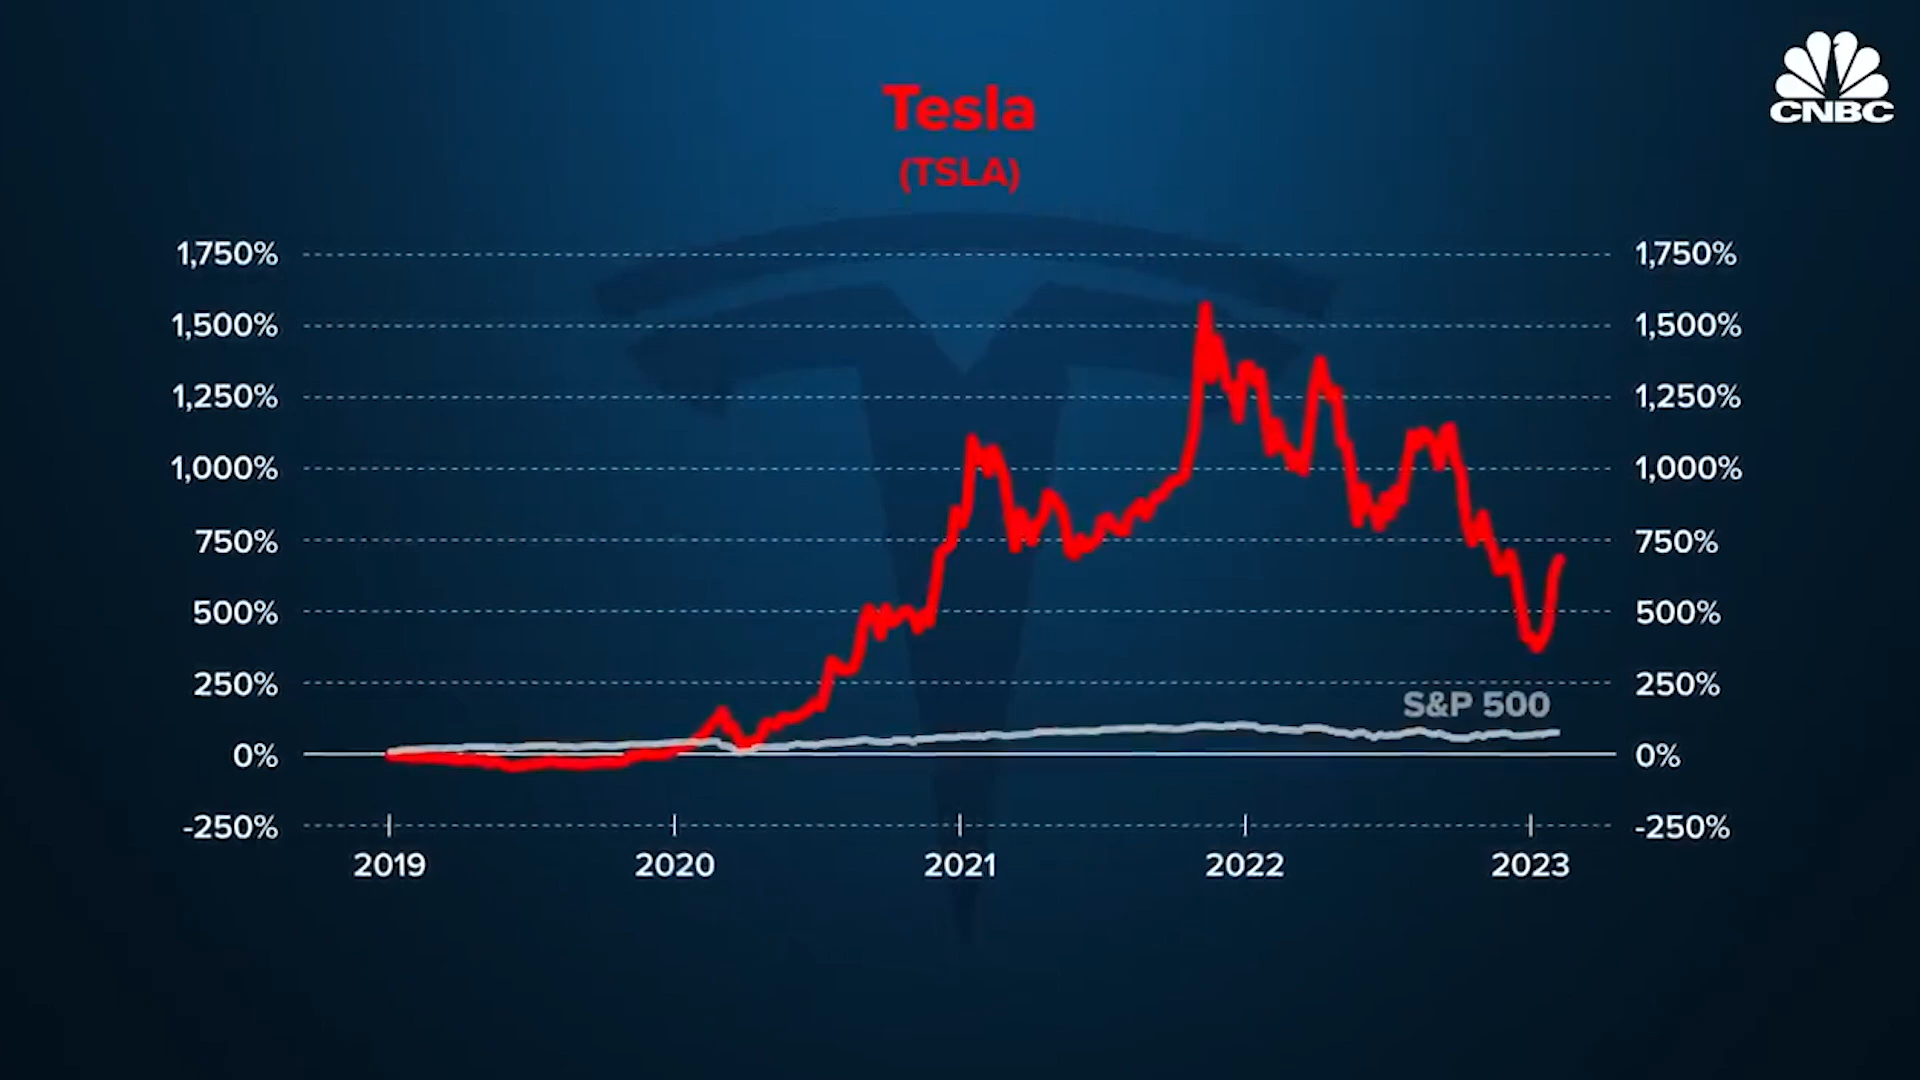 CNBC
Tesla
(TSLA)
1,750% 1,750%
1,500% 1,500%
1,250% 1,250%
1,000% 1,000%
750% 750%
500% 500%
250% 250%
S&P 500
0% 0%
-250% -250%
2019 2020 2021 2022 2023